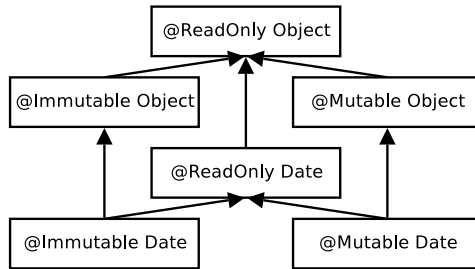 @ReadOnly Object
@Immutable Object
@Mutable Object
@ReadOnly Date
@Immutable Date
@Mutable Date